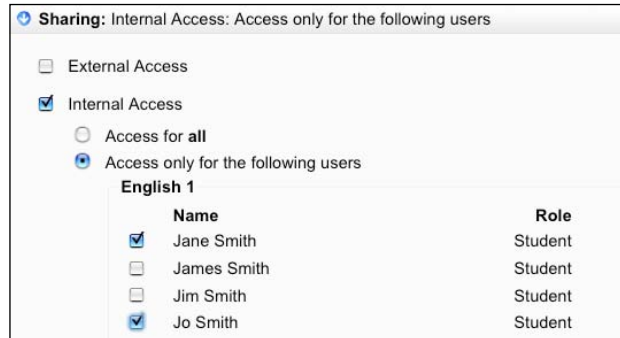 Sharing: Internal Access: Access only for the following users
External Access
Internal Access
Access for all
Access only for the following users
English 1
Name Role
Jane Smith Student
James Smith Student
Jim Smith Student
Jo Smith Student